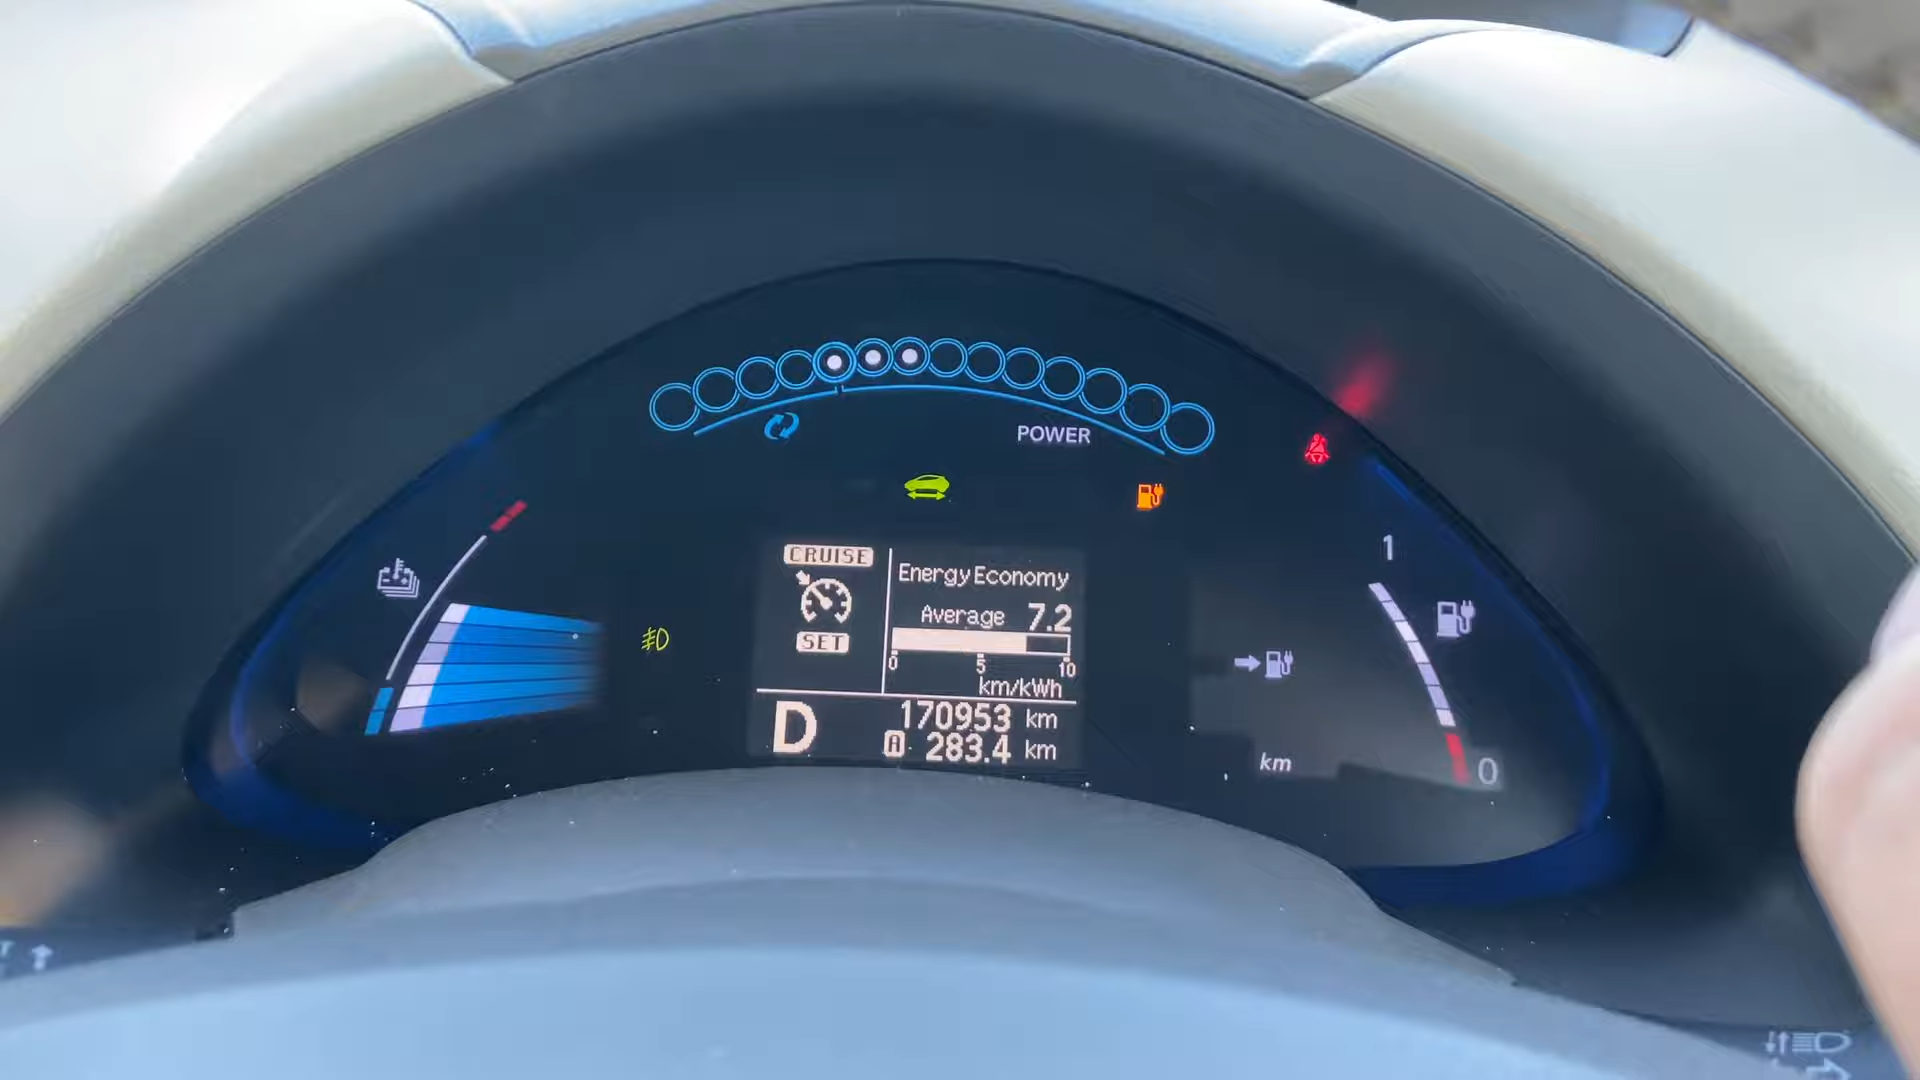 POWER
CRUISE
SET
Energy Economy
Average 7.2
0 5 10
km/kWh
D
170953 km
A 283.4 km
1
0
km